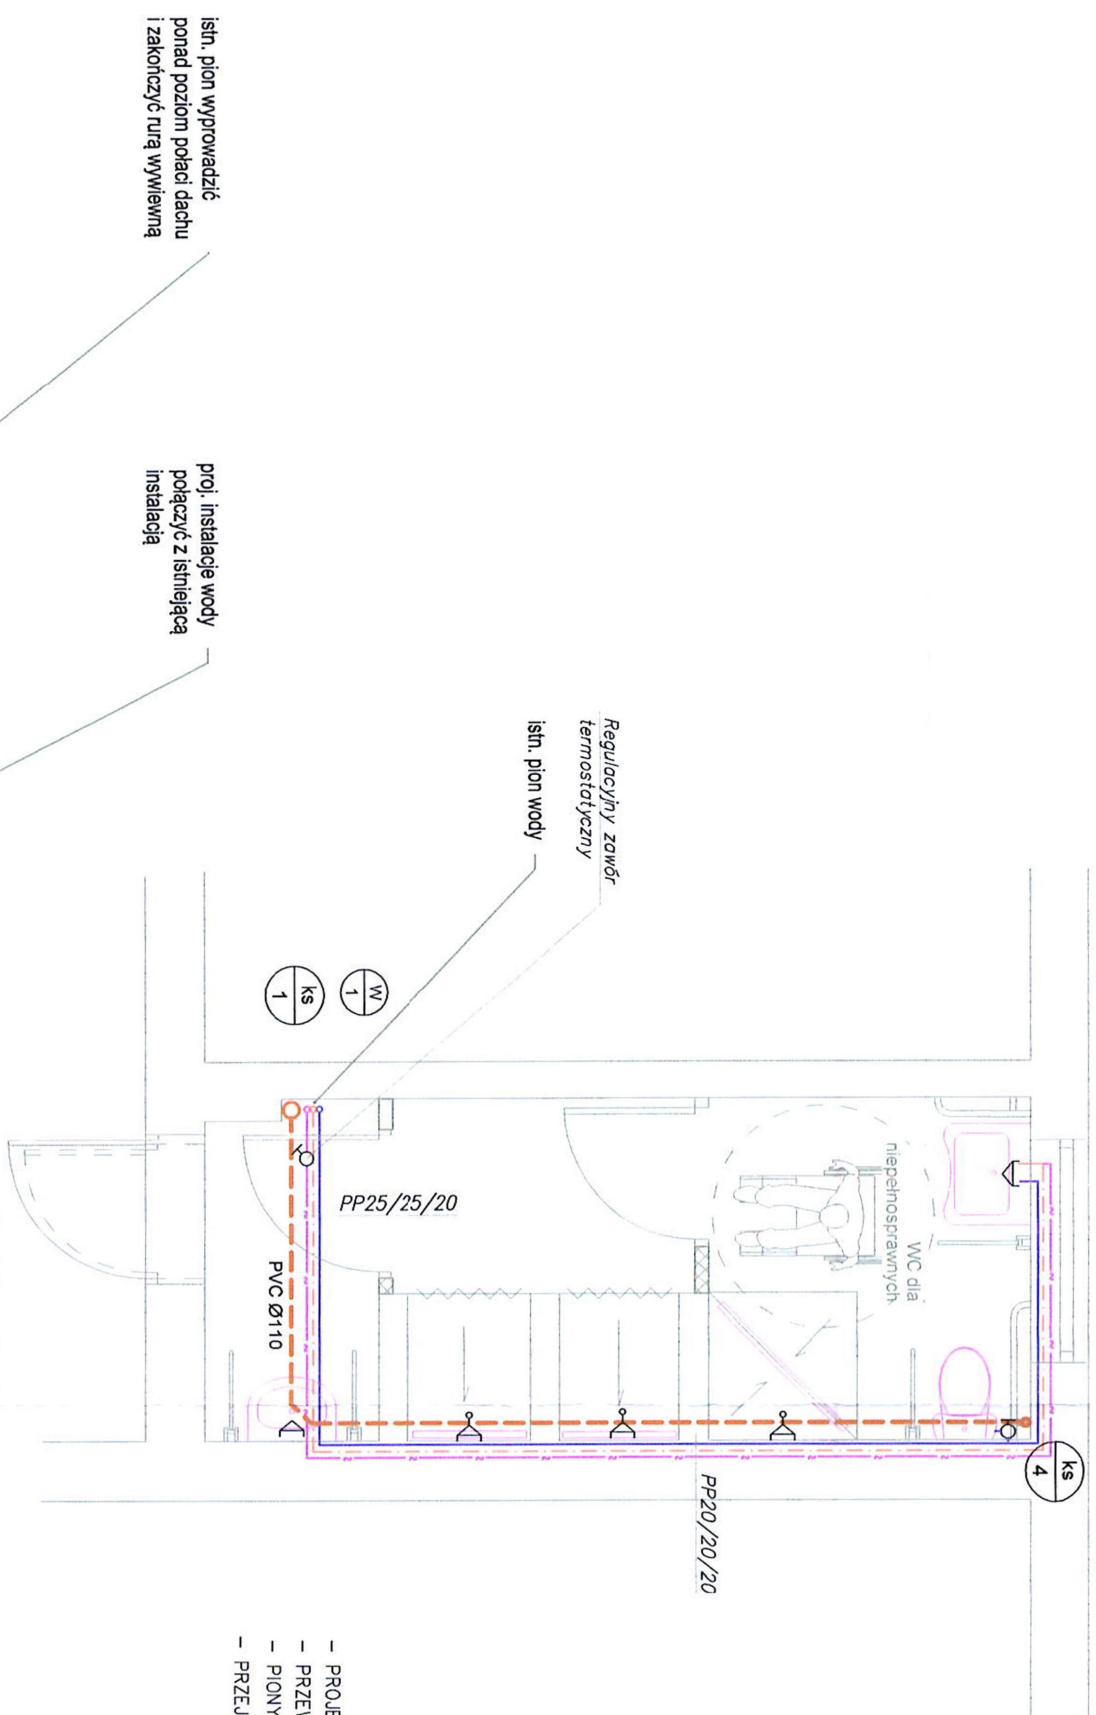 istn. pion wyprowadzić
ponad poziom połaci dachu
i zakończyć rurą wywiewną
proj. instalacje wody
połączyć z istniejącą
instalacją
Regulacyjny zawór
termostatyczny
istn. pion wody
W
1
ks
1
PP25/25/20
PVC Ø110
WC dla
niepełnosprawnych
ks
4
PP20/20/20
- PROJE
- PRZEW
- PIONY
- PRZEJ